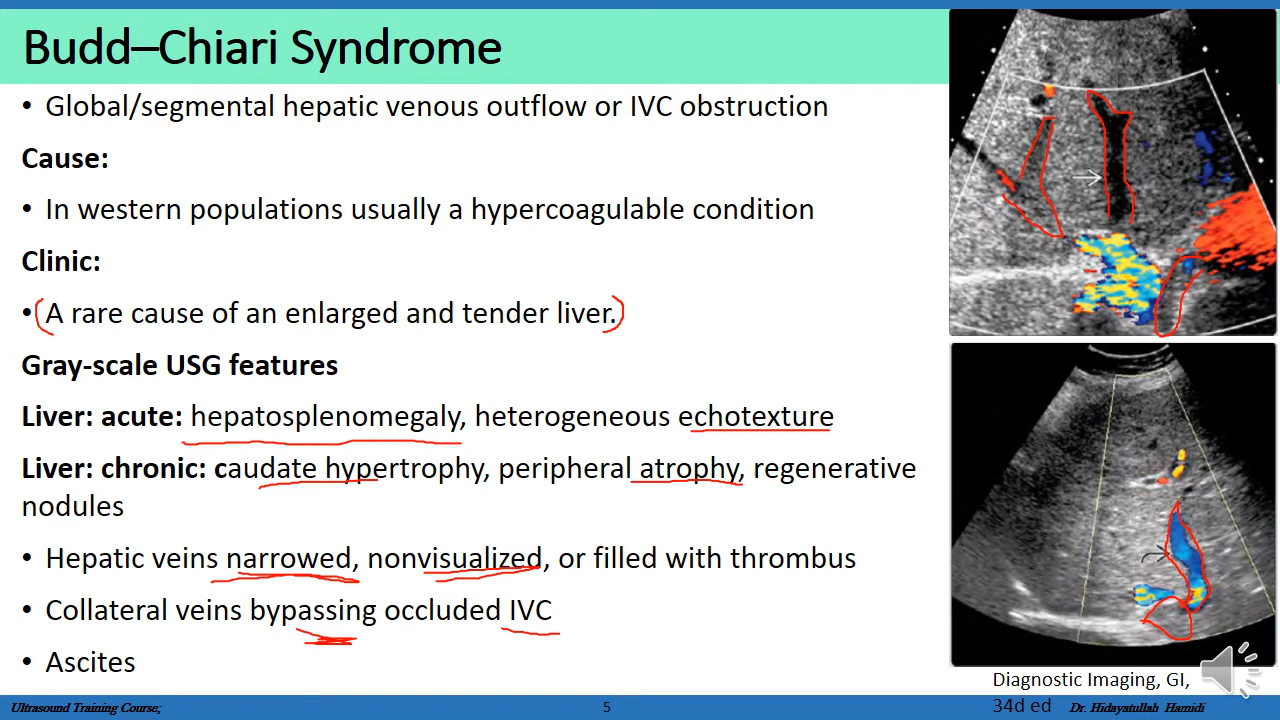 Budd–Chiari Syndrome
• Global/segmental hepatic venous outflow or IVC obstruction
Cause:
• In western populations usually a hypercoagulable condition
Clinic:
• A rare cause of an enlarged and tender liver.
Gray-scale USG features
Liver: acute: hepatosplenomegaly, heterogeneous echotexture
Liver: chronic: caudate hypertrophy, peripheral atrophy, regenerative
nodules
• Hepatic veins narrowed, nonvisualized, or filled with thrombus
• Collateral veins bypassing occluded IVC
• Ascites
Diagnostic Imaging, GI,
34d ed
Ultrasound Training Course;
5
Dr. Hidayatullah Hamidi